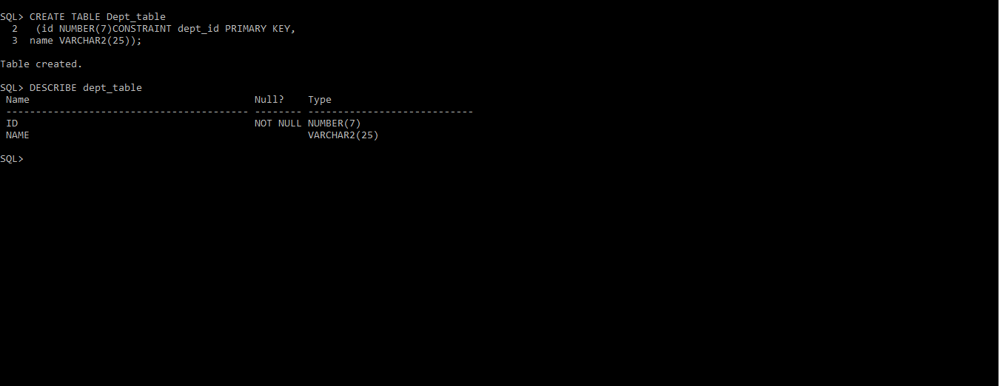 SQL> CREATE TABLE Dept_table
  2   (id NUMBER(7)CONSTRAINT dept_id PRIMARY KEY,
  3  name VARCHAR2(25));
Table created.
SQL> DESCRIBE dept_table
 Name                                      Null?    Type
 ----------------------------------------- -------- ----------------------------
 ID                                        NOT NULL NUMBER(7)
 NAME                                               VARCHAR2(25)
SQL>